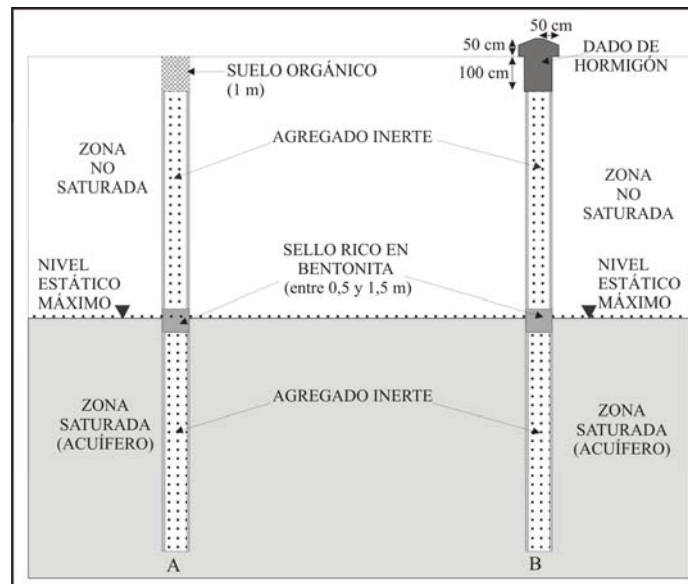 50 cm
50 cm
100 cm
DADO DE
HORMIGÓN
SUELO ORGÁNICO
(1 m)
AGREGADO INERTE
ZONA
NO
SATURADA
ZONA
NO
SATURADA
SELLO RICO EN
BENTONITA
(entre 0,5 y 1,5 m)
NIVEL
ESTÁTICO
MÁXIMO
NIVEL
ESTÁTICO
MÁXIMO
AGREGADO INERTE
ZONA
SATURADA
(ACUÍFERO)
ZONA
SATURADA
(ACUÍFERO)
A
B